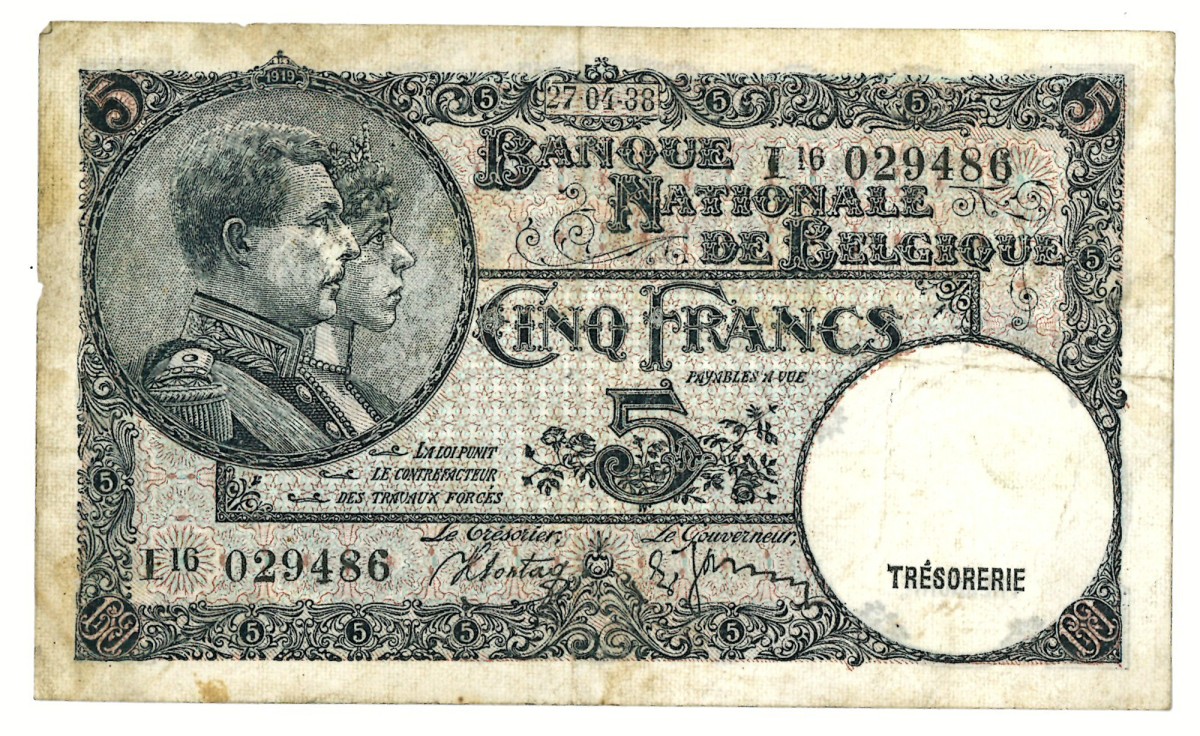 1919
5 5 27-04-38 5 5 5
BANQUE I16 029486
NATIONALE
DE BELGIQUE 5
CINQ FRANCS
PAYABLES A VUE
5
LA LOI PUNIT
LE CONTREFACTEUR
5 DES TRAVAUX FORCÉS
Le Trésorier, Le Gouverneur,
I16 029486
TRÉSORERIE
5 5 5 5